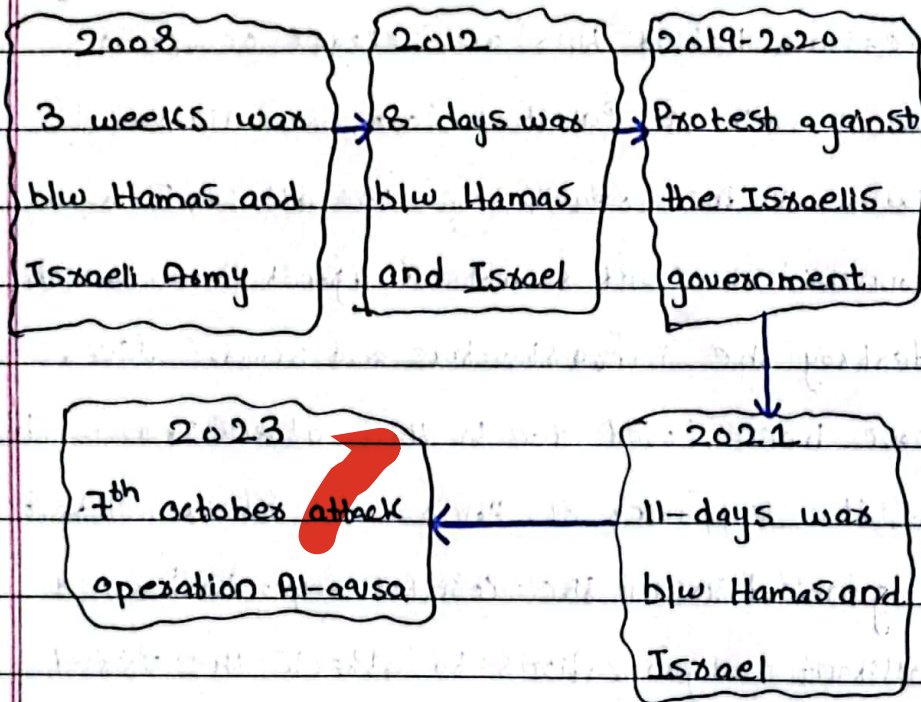 2008
3 weeks war
b/w Hamas and
Israeli Army
2012
8 days war
b/w Hamas
and Israel
2019-2020
Protest against
the Israelis
government
2021
11-days war
b/w Hamas and
Israel
2023
7th october attack
operation Al-aqsa